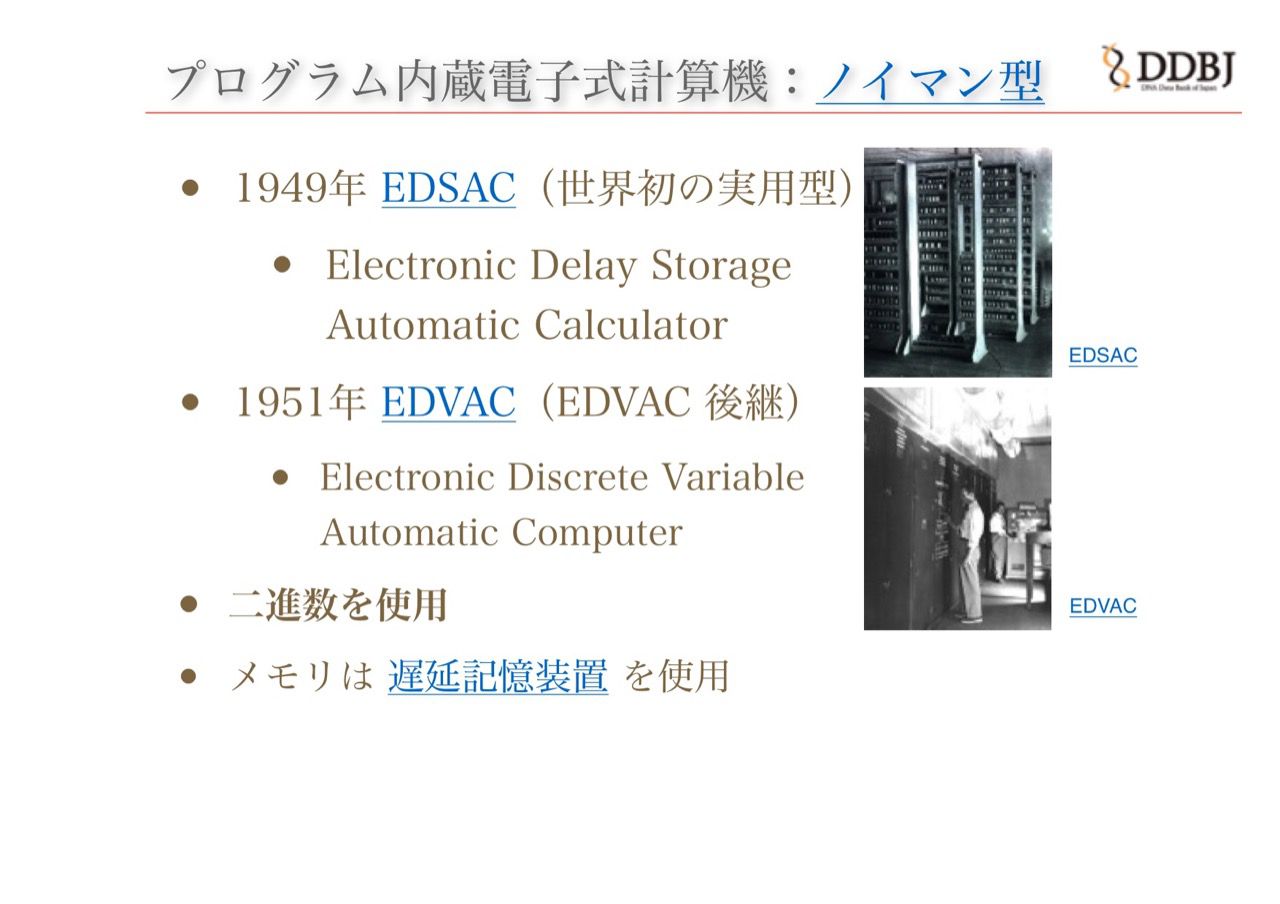 プログラム内蔵電子式計算機：ノイマン型
DDBJ
DNA Data Bank of Japan
● 1949年 EDSAC（世界初の実用型）
● Electronic Delay Storage
Automatic Calculator
EDSAC
● 1951年 EDVAC（EDVAC 後継）
● Electronic Discrete Variable
Automatic Computer
● 二進数を使用
EDVAC
● メモリは 遅延記憶装置 を使用